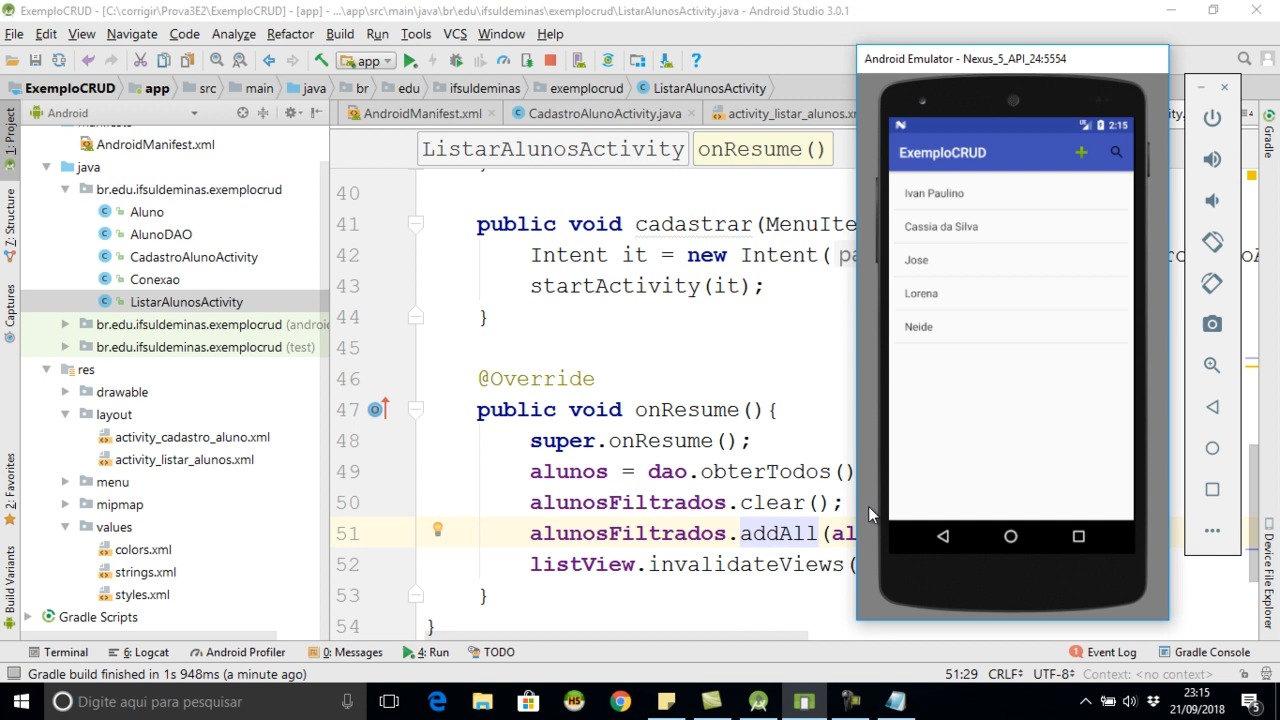 ExemploCRUD - [C:\corrigir\Prova3E2\ExemploCRUD] - [app] - ...\app\src\main\java\br\edu\ifsuldeminas\exemplocrud\ListarAlunosActivity.java - Android Studio 3.0.1
File Edit View Navigate Code Analyze Refactor Build Run Tools VCS Window Help
app
ExemploCRUD app src main java br edu ifsuldeminas exemplocrud ListarAlunosActivity
Android
AndroidManifest.xml CadastroAlunoActivity.java activity_listar_alunos.xm
ListarAlunosActivity onResume()
1: Project
Z: Structure
Captures
2: Favorites
Build Variants
AndroidManifest.xml
java
br.edu.ifsuldeminas.exemplocrud
Aluno
AlunoDAO
CadastroAlunoActivity
Conexao
ListarAlunosActivity
br.edu.ifsuldeminas.exemplocrud (androi
br.edu.ifsuldeminas.exemplocrud (test)
res
drawable
layout
activity_cadastro_aluno.xml
activity_listar_alunos.xml
menu
mipmap
values
colors.xml
strings.xml
styles.xml
Gradle Scripts
40
41 public void cadastrar(MenuIte
42 Intent it = new Intent( pa
43 startActivity(it);
44 }
45
46 @Override
47 public void onResume(){
48 super.onResume();
49 alunos = dao.obterTodos()
50 alunosFiltrados.clear();
51 alunosFiltrados.addAll(al
52 listView.invalidateViews(
53 }
54 }
Android Emulator - Nexus_5_API_24:5554
2:15
ExemploCRUD
Ivan Paulino
Cassia da Silva
Jose
Lorena
Neide
Gradle
Device File Explorer
Terminal 6: Logcat Android Profiler 0: Messages 4: Run TODO Event Log Gradle Console
Gradle build finished in 1s 948ms (a minute ago) 51:29 CRLF UTF-8 Context: <no context>
Digite aqui para pesquisar
23:15
21/09/2018
5